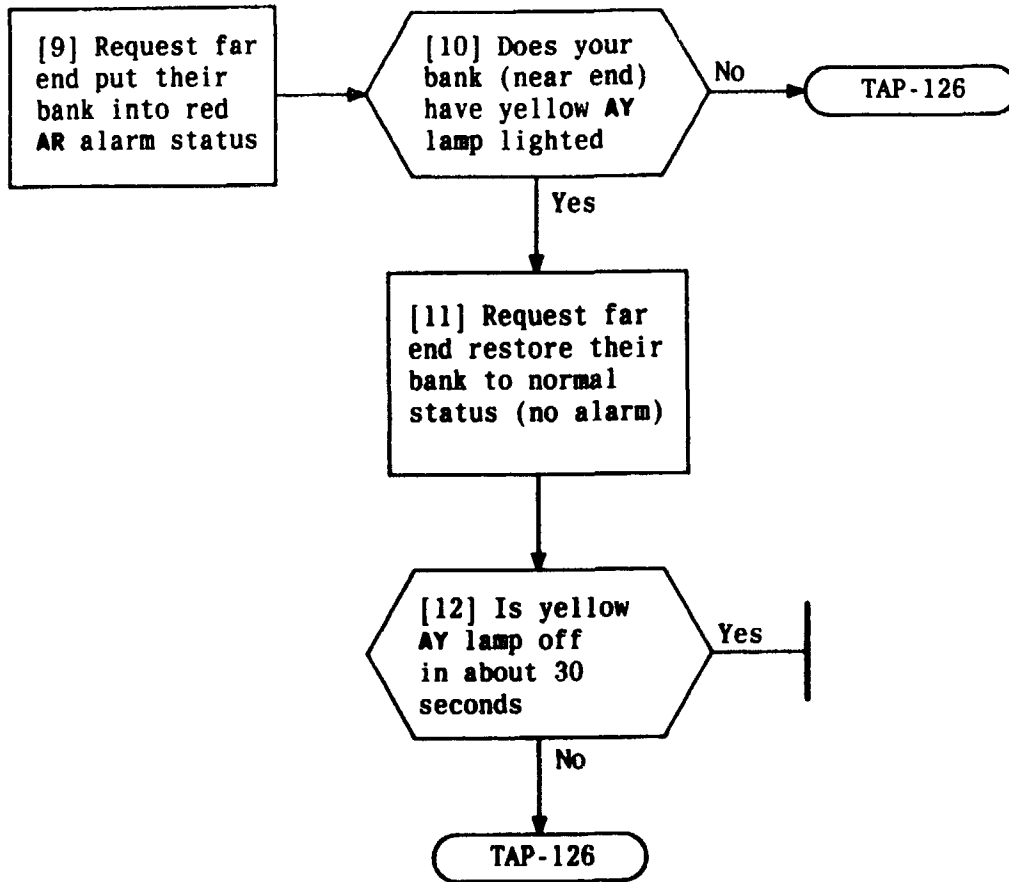 [9] Request far
end put their
bank into red
AR alarm status
[10] Does your
bank (near end)
have yellow AY
lamp lighted
No
TAP-126
Yes
[11] Request far
end restore their
bank to normal
status (no alarm)
[12] Is yellow
AY lamp off
in about 30
seconds
Yes
No
TAP-126